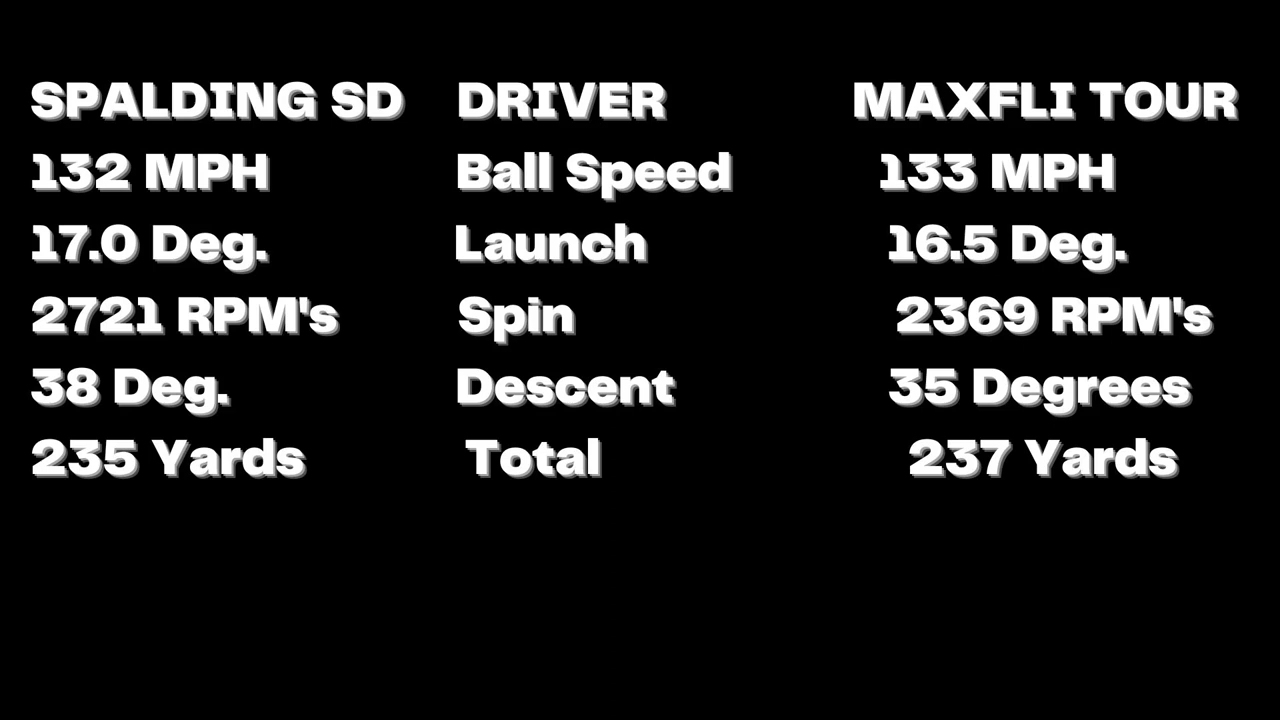 SPALDING SD DRIVER MAXFLI TOUR
132 MPH Ball Speed 133 MPH
17.0 Deg. Launch 16.5 Deg.
2721 RPM's Spin 2369 RPM's
38 Deg. Descent 35 Degrees
235 Yards Total 237 Yards